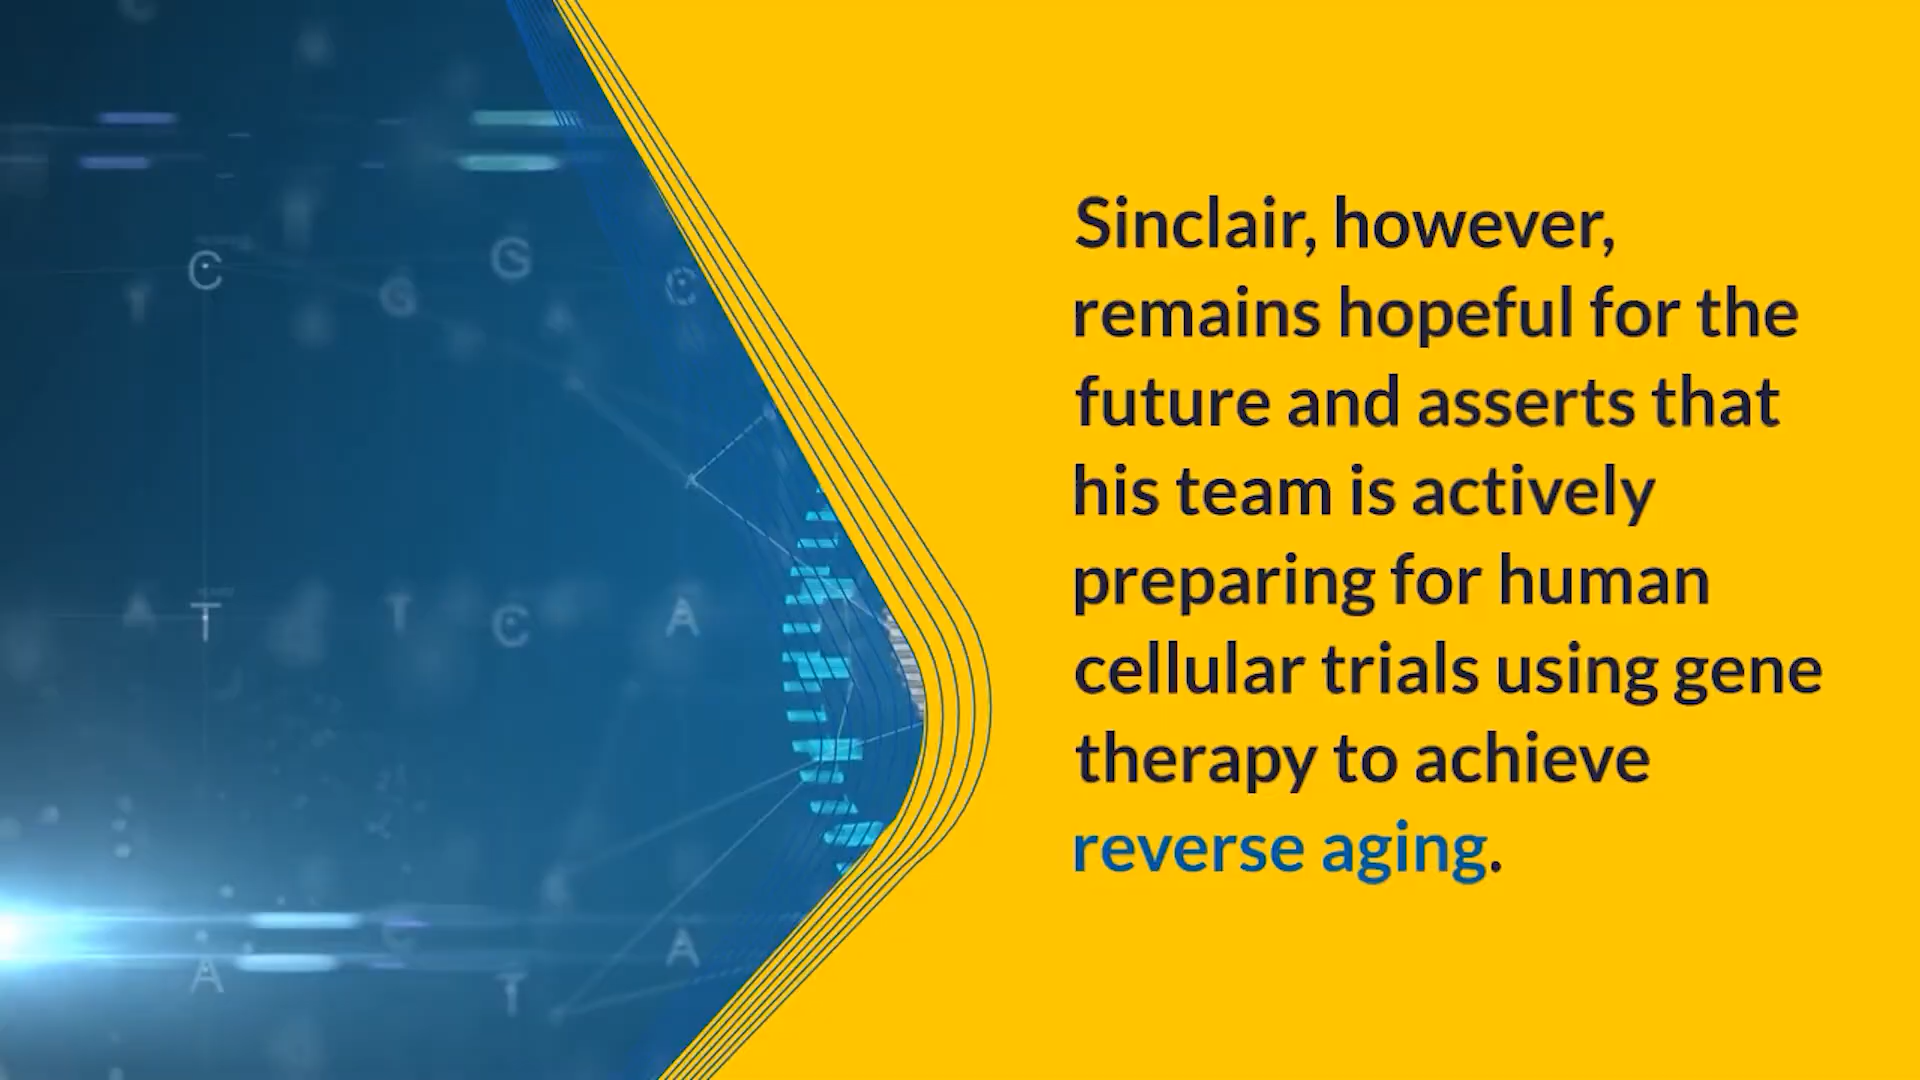 Sinclair, however,
remains hopeful for the
future and asserts that
his team is actively
preparing for human
cellular trials using gene
therapy to achieve
reverse aging.
C
G
G
C
A
T
T
C
A
C
A
A
T